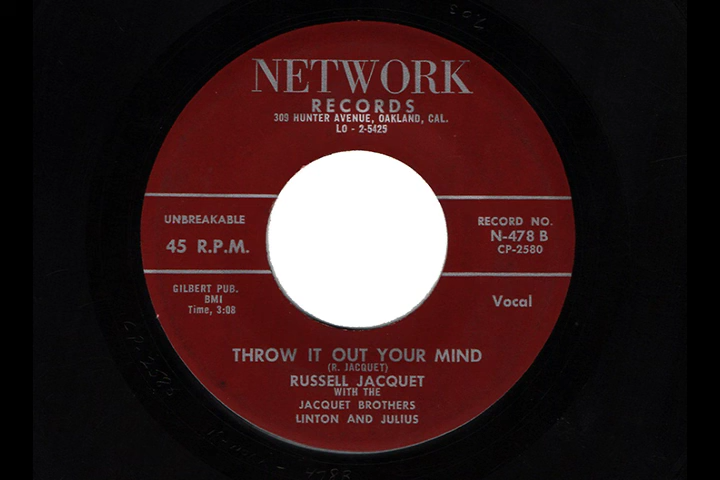 NETWORK
RECORDS
309 HUNTER AVENUE, OAKLAND, CAL.
LO - 2-5425
UNBREAKABLE
45 R.P.M.
RECORD NO.
N-478 B
CP-2580
GILBERT PUB.
BMI
Time, 3:08
Vocal
THROW IT OUT YOUR MIND
(R. JACQUET)
RUSSELL JACQUET
WITH THE
JACQUET BROTHERS
LINTON AND JULIUS